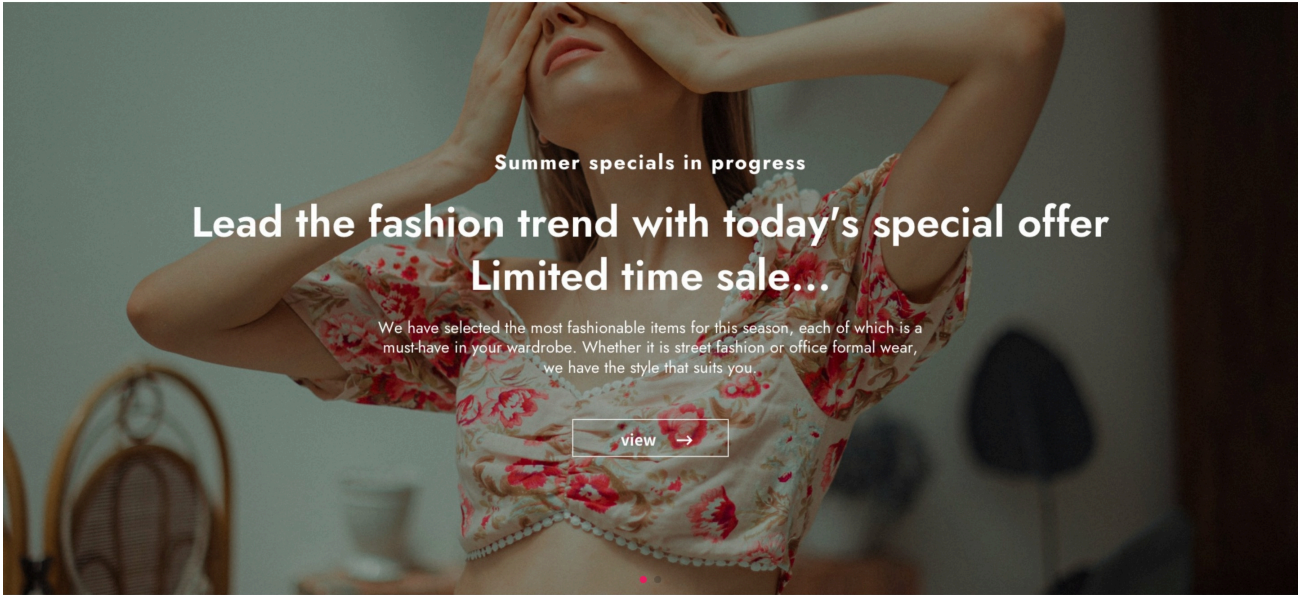 Summer specials in progress
Lead the fashion trend with today's special offer
Limited time sale...
We have selected the most fashionable items for this season, each of which is a
must-have in your wardrobe. Whether it is street fashion or office formal wear,
we have the style that suits you.
view →